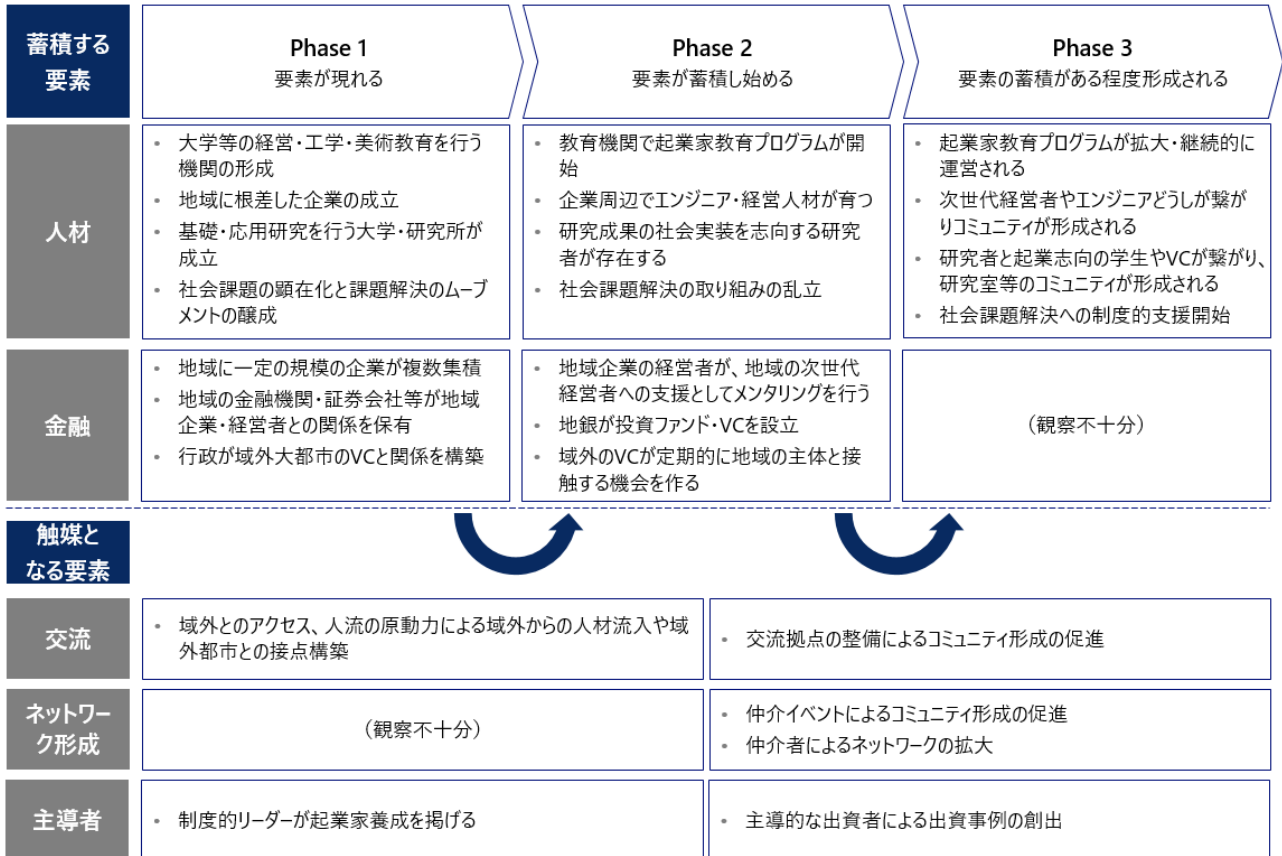 蓄積する
要素
Phase 1
要素が現れる
Phase 2
要素が蓄積し始める
Phase 3
要素の蓄積がある程度形成される
人材
• 大学等の経営・工学・美術教育を行う
機関の形成
• 地域に根差した企業の成立
• 基礎・応用研究を行う大学・研究所が
成立
• 社会課題の顕在化と課題解決のムーブ
メントの醸成
• 教育機関で起業家教育プログラムが開
始
• 企業周辺でエンジニア・経営人材が育つ
• 研究成果の社会実装を志向する研究
者が存在する
• 社会課題解決の取り組みの乱立
• 起業家教育プログラムが拡大・継続的に
運営される
• 次世代経営者やエンジニアどうしが繋が
りコミュニティが形成される
• 研究者と起業志向の学生やVCが繋がり、
研究室等のコミュニティが形成される
• 社会課題解決への制度的支援開始
金融
• 地域に一定の規模の企業が複数集積
• 地域の金融機関・証券会社等が地域
企業・経営者との関係を保有
• 行政が域外大都市のVCと関係を構築
• 地域企業の経営者が、地域の次世代
経営者への支援としてメンタリングを行う
• 地銀が投資ファンド・VCを設立
• 域外のVCが定期的に地域の主体と接
触する機会を作る
（観察不十分）
触媒と
なる要素
交流
• 域外とのアクセス、人流の原動力による域外からの人材流入や域
外都市との接点構築
• 交流拠点の整備によるコミュニティ形成の促進
ネットワー
ク形成
（観察不十分）
• 仲介イベントによるコミュニティ形成の促進
• 仲介者によるネットワークの拡大
主導者
• 制度的リーダーが起業家養成を掲げる
• 主導的な出資者による出資事例の創出